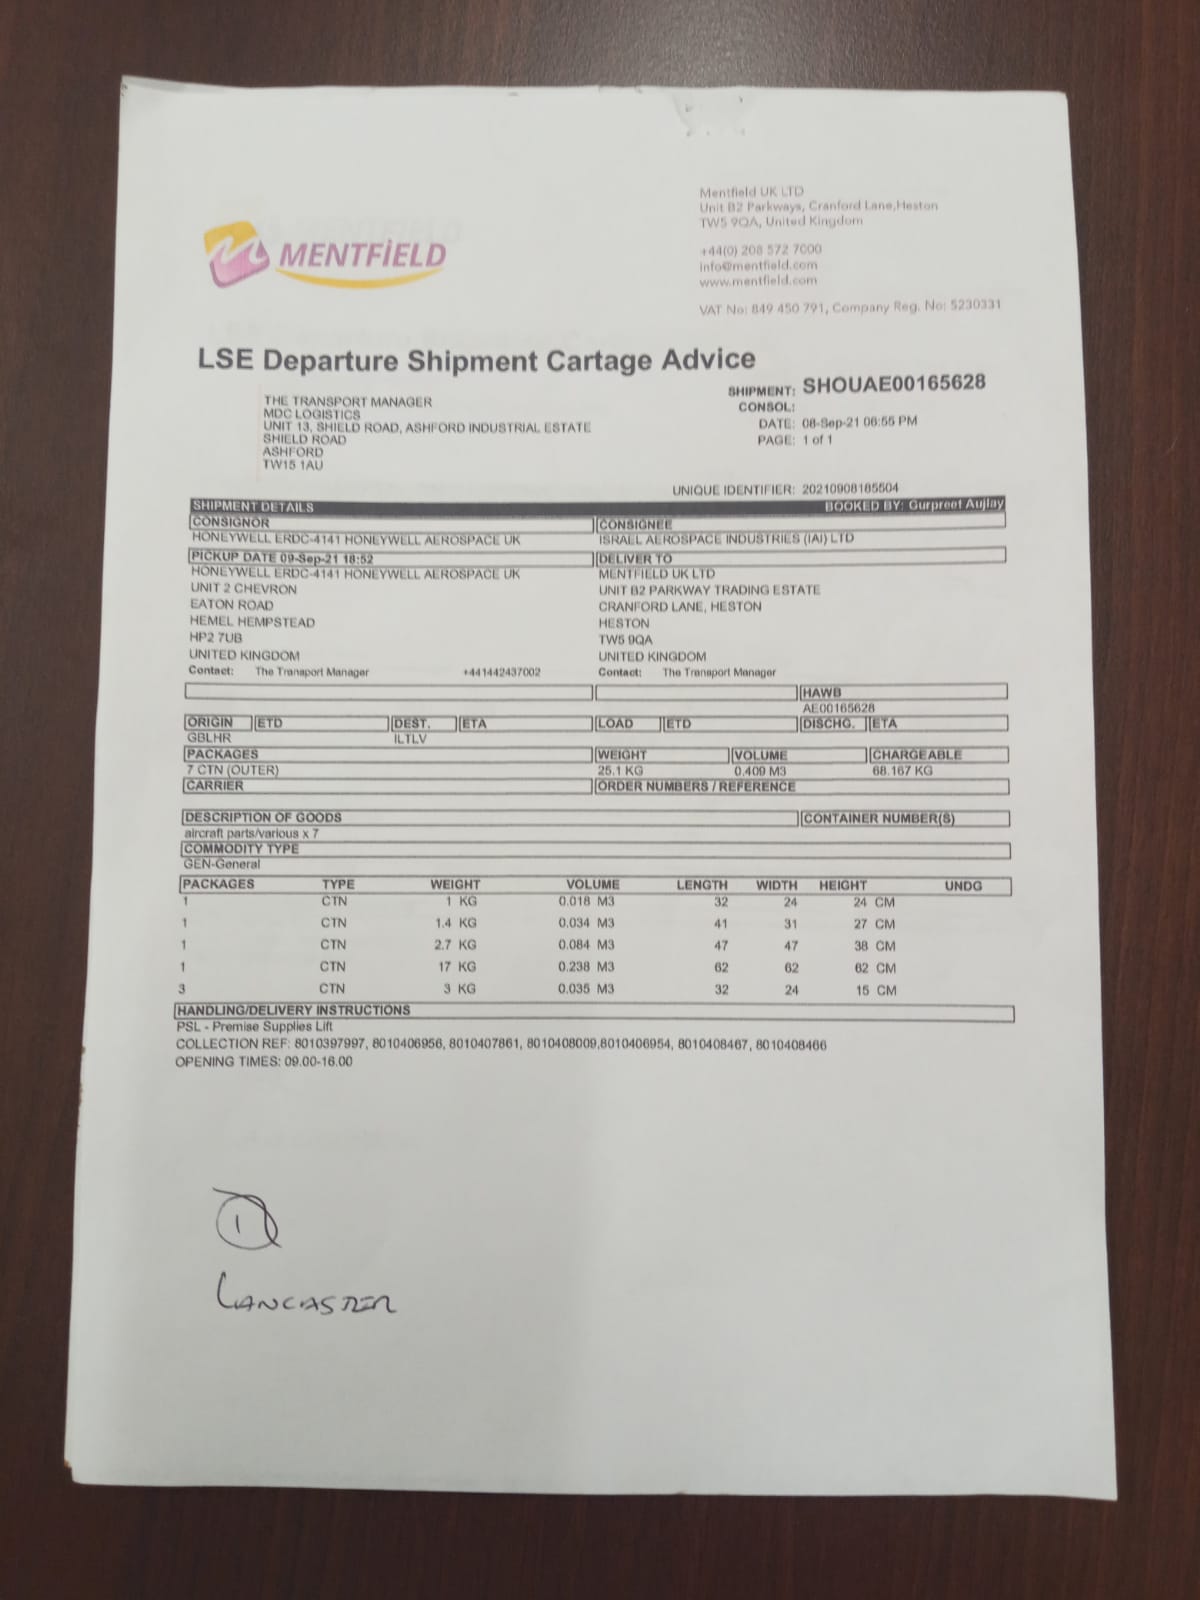 Mentfield UK LTD
Unit B2 Parkways, Cranford Lane,Heston
TW5 9QA, United Kingdom
+44(0) 208 572 7000
info@mentfield.com
www.mentfield.com
VAT No: 849 450 791, Company Reg. No: 5230331
MENTFiELD
LSE Departure Shipment Cartage Advice
SHIPMENT: SHOUAE00165628
CONSOL:
DATE: 08-Sep-21 06:55 PM
PAGE: 1 of 1
THE TRANSPORT MANAGER
MDC LOGISTICS
UNIT 13, SHIELD ROAD, ASHFORD INDUSTRIAL ESTATE
SHIELD ROAD
ASHFORD
TW15 1AU
UNIQUE IDENTIFIER: 20210908185504
SHIPMENT DETAILS BOOKED BY: Gurpreet Aujlay
CONSIGNOR CONSIGNEE
HONEYWELL ERDC-4141 HONEYWELL AEROSPACE UK ISRAEL AEROSPACE INDUSTRIES (IAI) LTD
PICKUP DATE 09-Sep-21 18:52 DELIVER TO
HONEYWELL ERDC-4141 HONEYWELL AEROSPACE UK MENTFIELD UK LTD
UNIT 2 CHEVRON UNIT B2 PARKWAY TRADING ESTATE
EATON ROAD CRANFORD LANE, HESTON
HEMEL HEMPSTEAD HESTON
HP2 7UB TW5 9QA
UNITED KINGDOM UNITED KINGDOM
Contact: The Transport Manager +441442437002 Contact: The Transport Manager
HAWB
AE00165628
ORIGIN ETD DEST. ETA LOAD ETD DISCHG. ETA
GBLHR ILTLV
PACKAGES WEIGHT VOLUME CHARGEABLE
7 CTN (OUTER) 25.1 KG 0.409 M3 68.167 KG
CARRIER ORDER NUMBERS / REFERENCE
DESCRIPTION OF GOODS CONTAINER NUMBER(S)
aircraft parts/various x 7
COMMODITY TYPE
GEN-General
PACKAGES TYPE WEIGHT VOLUME LENGTH WIDTH HEIGHT UNDG
1 CTN 1 KG 0.018 M3 32 24 24 CM
1 CTN 1.4 KG 0.034 M3 41 31 27 CM
1 CTN 2.7 KG 0.084 M3 47 47 38 CM
1 CTN 17 KG 0.238 M3 62 62 62 CM
3 CTN 3 KG 0.035 M3 32 24 15 CM
HANDLING/DELIVERY INSTRUCTIONS
PSL - Premise Supplies Lift
COLLECTION REF: 8010397997, 8010406956, 8010407861, 8010408009,8010406954, 8010408467, 8010408466
OPENING TIMES: 09.00-16.00
1
LANCASTER